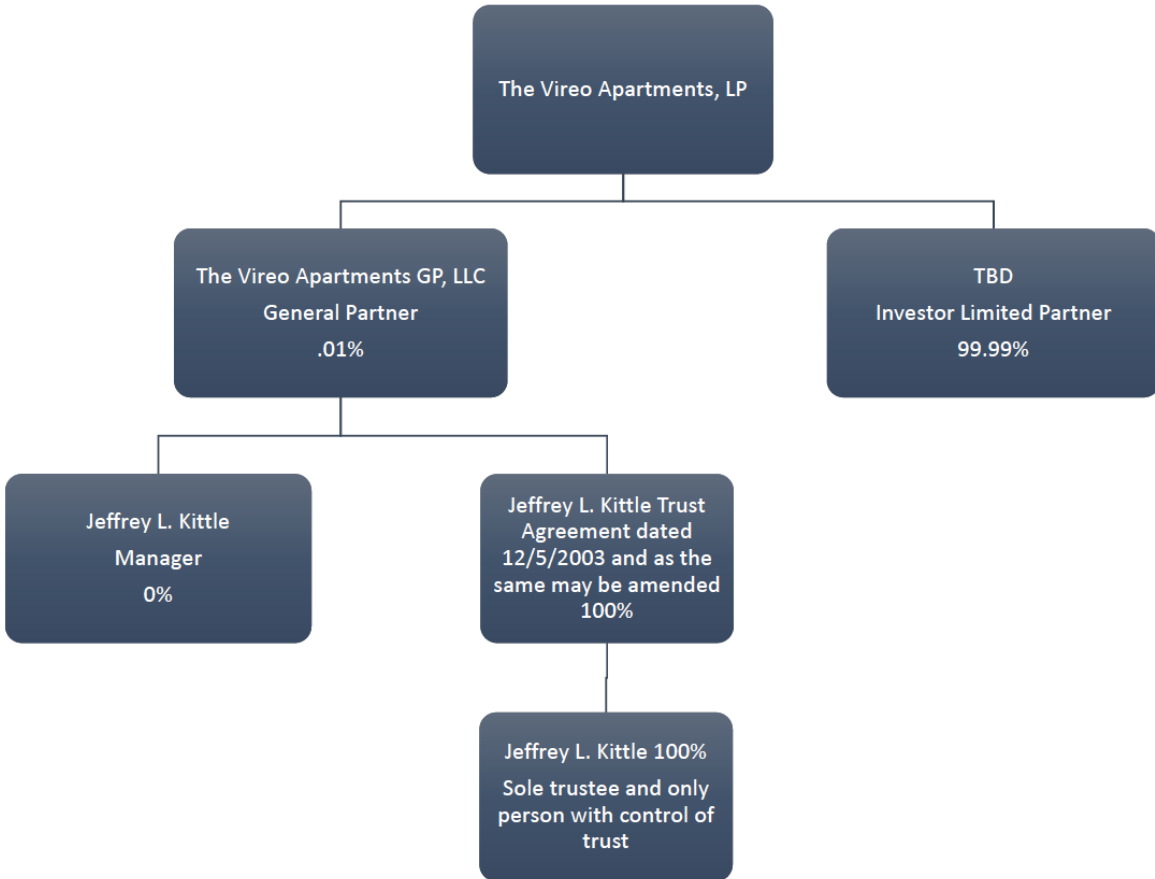 The Vireo Apartments, LP
The Vireo Apartments GP, LLC
General Partner
.01%
TBD
Investor Limited Partner
99.99%
Jeffrey L. Kittle
Manager
0%
Jeffrey L. Kittle Trust
Agreement dated
12/5/2003 and as the
same may be amended
100%
Jeffrey L. Kittle 100%
Sole trustee and only
person with control of
trust